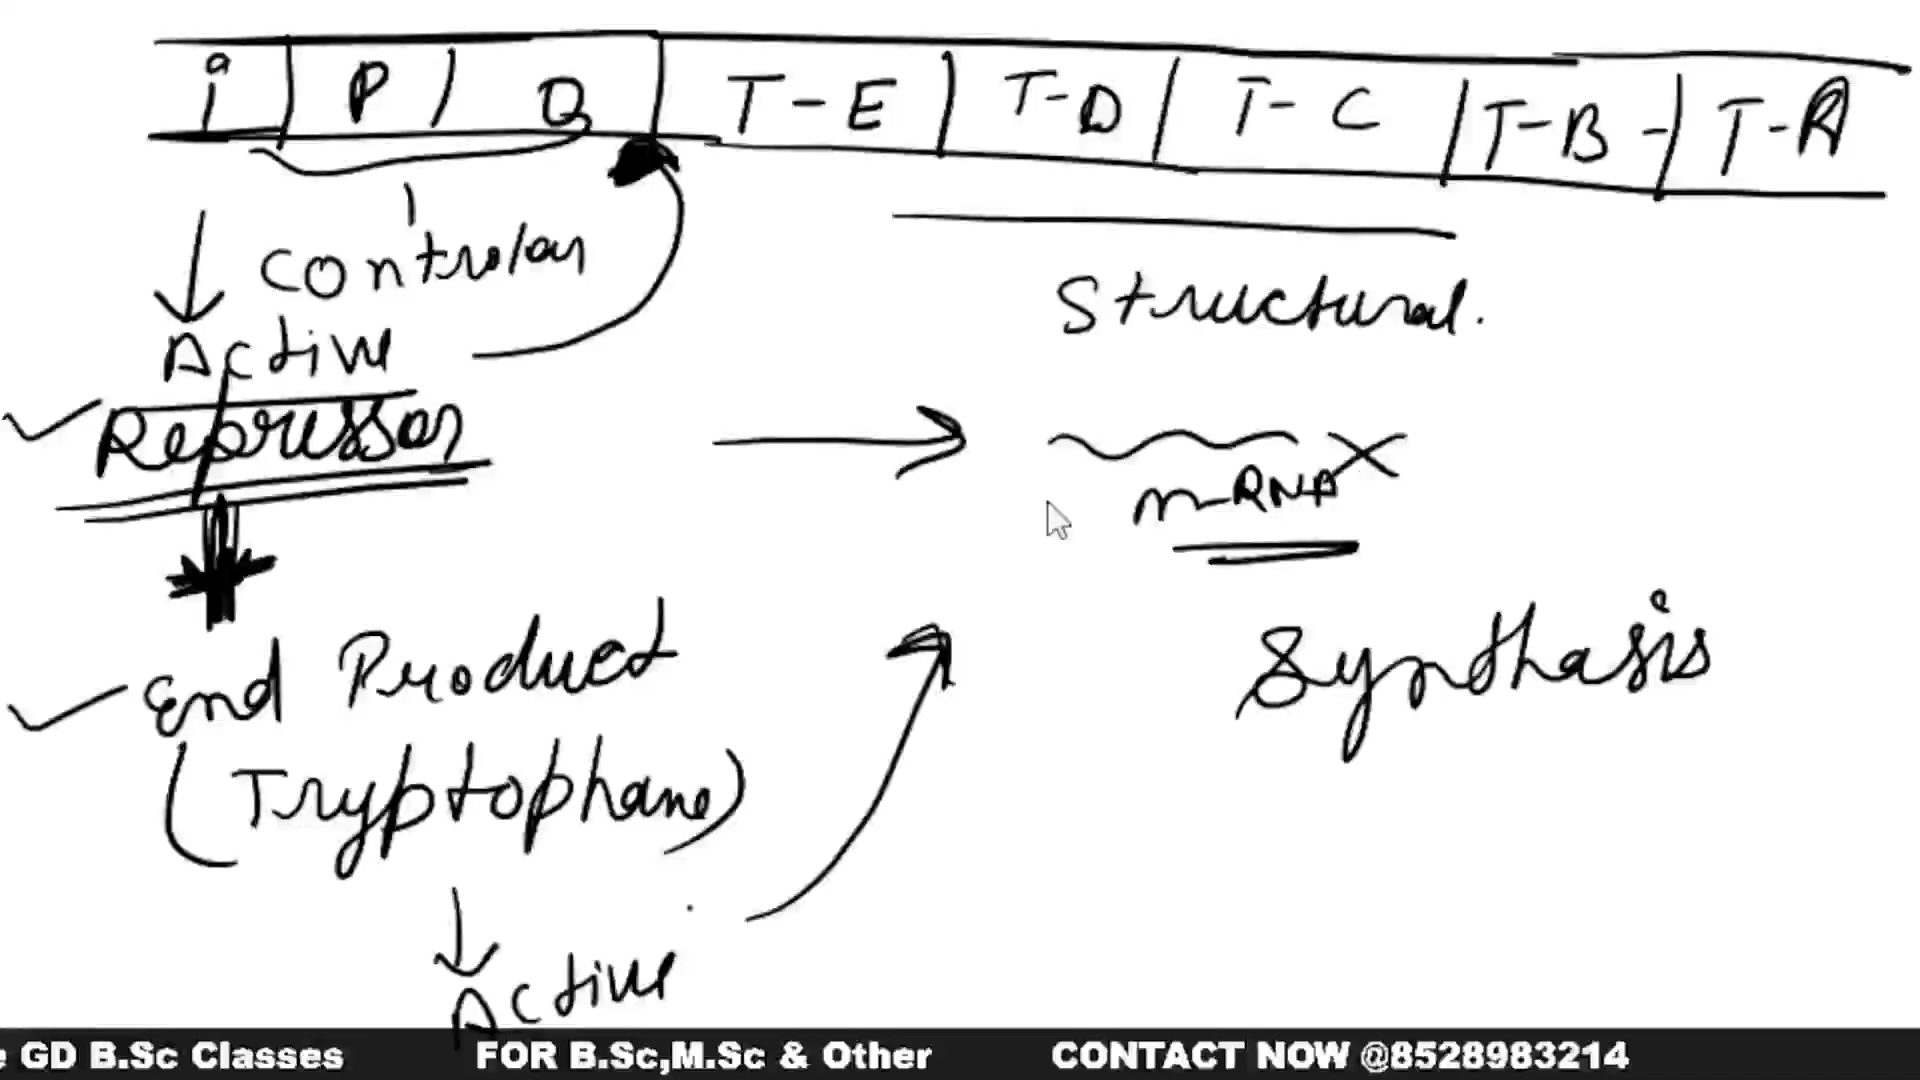 i P O T-E T-D T-C T-B- T-A
Controlar
Active
Structural.
Repressor
m-RNA
End Product
Synthasis
(Tryptophane)
Active
e GD B.Sc Classes FOR B.Sc,M.Sc & Other CONTACT NOW @8528983214